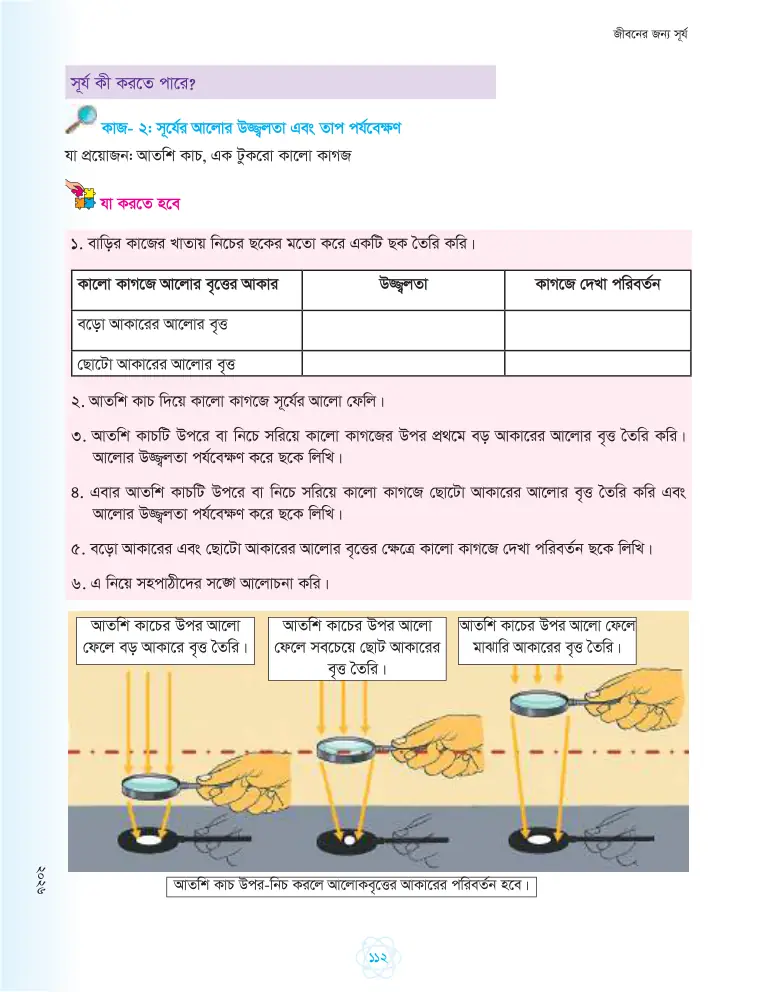 জীবনের জন্য সূর্য
সূর্য কী করতে পারে?
কাজ- ২: সূর্যের আলোর উজ্জ্বলতা এবং তাপ পর্যবেক্ষণ
যা প্রয়োজন: আতশি কাচ, এক টুকরো কালো কাগজ
যা করতে হবে
১. বাড়ির কাজের খাতায় নিচের ছকের মতো করে একটি ছক তৈরি করি।
কালো কাগজে আলোর বৃত্তের আকার	উজ্জ্বলতা	কাগজে দেখা পরিবর্তন
বড়ো আকারের আলোর বৃত্ত
ছোটো আকারের আলোর বৃত্ত
২. আতশি কাচ দিয়ে কালো কাগজে সূর্যের আলো ফেলি।
৩. আতশি কাচটি উপরে বা নিচে সরিয়ে কালো কাগজের উপর প্রথমে বড় আকারের আলোর বৃত্ত তৈরি করি।
আলোর উজ্জ্বলতা পর্যবেক্ষণ করে ছকে লিখি।
৪. এবার আতশি কাচটি উপরে বা নিচে সরিয়ে কালো কাগজে ছোটো আকারের আলোর বৃত্ত তৈরি করি এবং
আলোর উজ্জ্বলতা পর্যবেক্ষণ করে ছকে লিখি।
৫. বড়ো আকারের এবং ছোটো আকারের আলোর বৃত্তের ক্ষেত্রে কালো কাগজে দেখা পরিবর্তন ছকে লিখি।
৬. এ নিয়ে সহপাঠীদের সঙ্গে আলোচনা করি।
আতশি কাচের উপর আলো
ফেলে বড় আকারে বৃত্ত তৈরি।
আতশি কাচের উপর আলো
ফেলে সবচেয়ে ছোট আকারের
বৃত্ত তৈরি।
আতশি কাচের উপর আলো ফেলে
মাঝারি আকারের বৃত্ত তৈরি।
আতশি কাচ উপর-নিচ করলে আলোকবৃত্তের আকারের পরিবর্তন হবে।
২০২৫
১১২